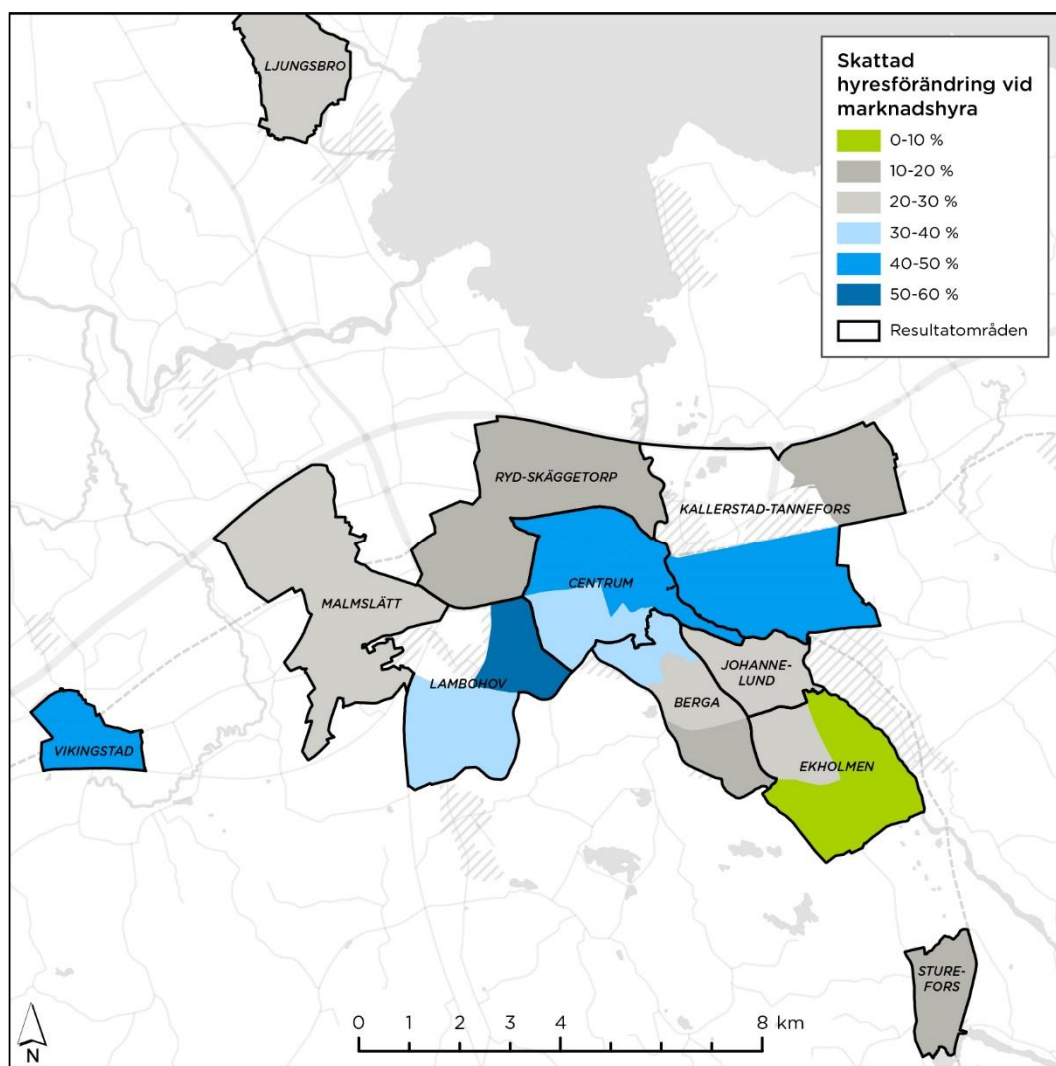 LJUNGSBRO
Skattad
hyresförändring vid
marknadshyra
0-10 %
10-20 %
20-30 %
30-40 %
40-50 %
50-60 %
Resultatområden
RYD-SKÄGGETORP
KALLERSTAD-TANNEFORS
CENTRUM
MALMSLÄTT
JOHANNE-
LUND
LAMBOHOV
BERGA
VIKINGSTAD
EKHOLMEN
STURE-
FORS
0 1 2 3 4 8 km
N